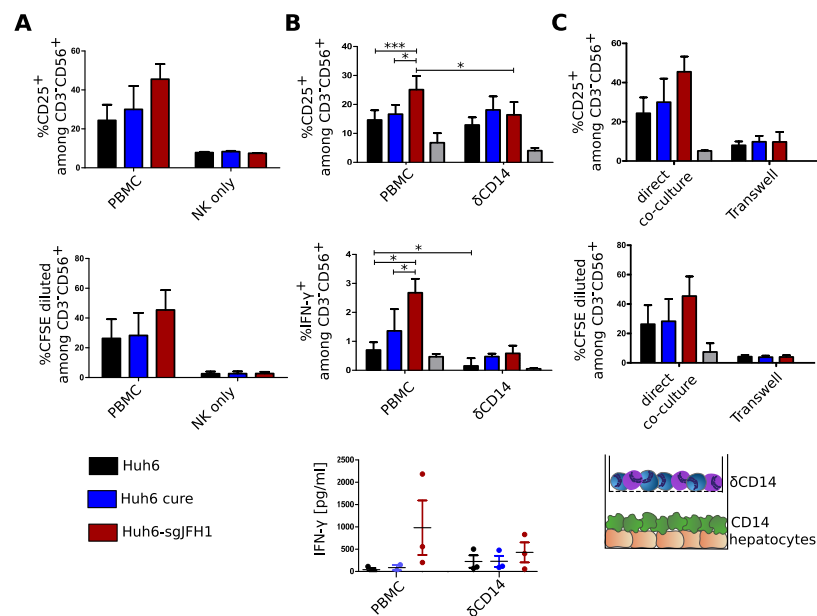 A
%CD25+
among CD3-CD56+
60
40
20
0
PBMC
NK only
%CFSE diluted
among CD3-CD56+
80
60
40
20
0
PBMC
NK only
Huh6
Huh6 cure
Huh6-sgJFH1
B
%CD25+
among CD3-CD56+
40
30
20
10
0
***
*
*
PBMC
δCD14
%IFN-γ+
among CD3-CD56+
4
3
2
1
0
*
*
*
PBMC
δCD14
IFN-γ [pg/ml]
2500
2000
1500
1000
500
0
PBMC
δCD14
C
%CD25+
among CD3-CD56+
60
40
20
0
direct
co-culture
Transwell
%CFSE diluted
among CD3-CD56+
80
60
40
20
0
direct
co-culture
Transwell
δCD14
CD14
hepatocytes